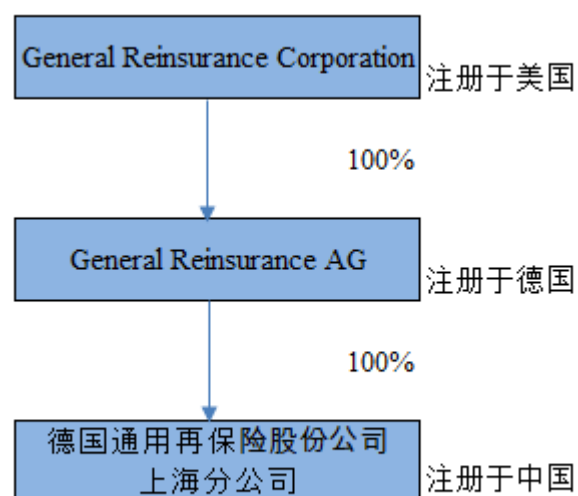 General Reinsurance Corporation
注册于美国
100%
General Reinsurance AG
注册于德国
100%
德国通用再保险股份公司
上海分公司
注册于中国